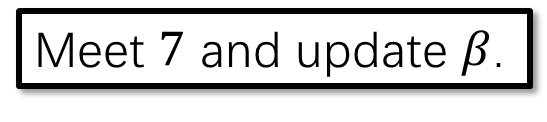 Meet 7 and update β.